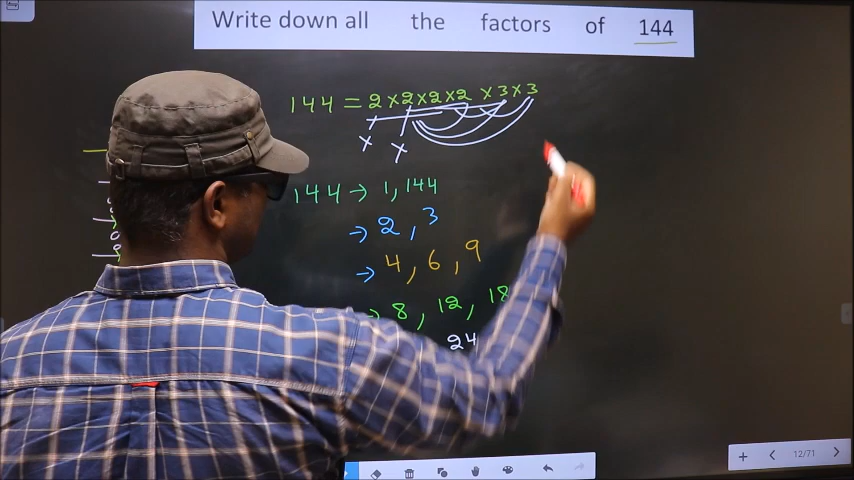 Write down all the factors of 144
144 = 2 × 2 × 2 × 2 × 3 × 3
x x
144 → 1, 144
→ 2, 3
→ 4, 6, 9
→ 8, 12, 18
24
12/71